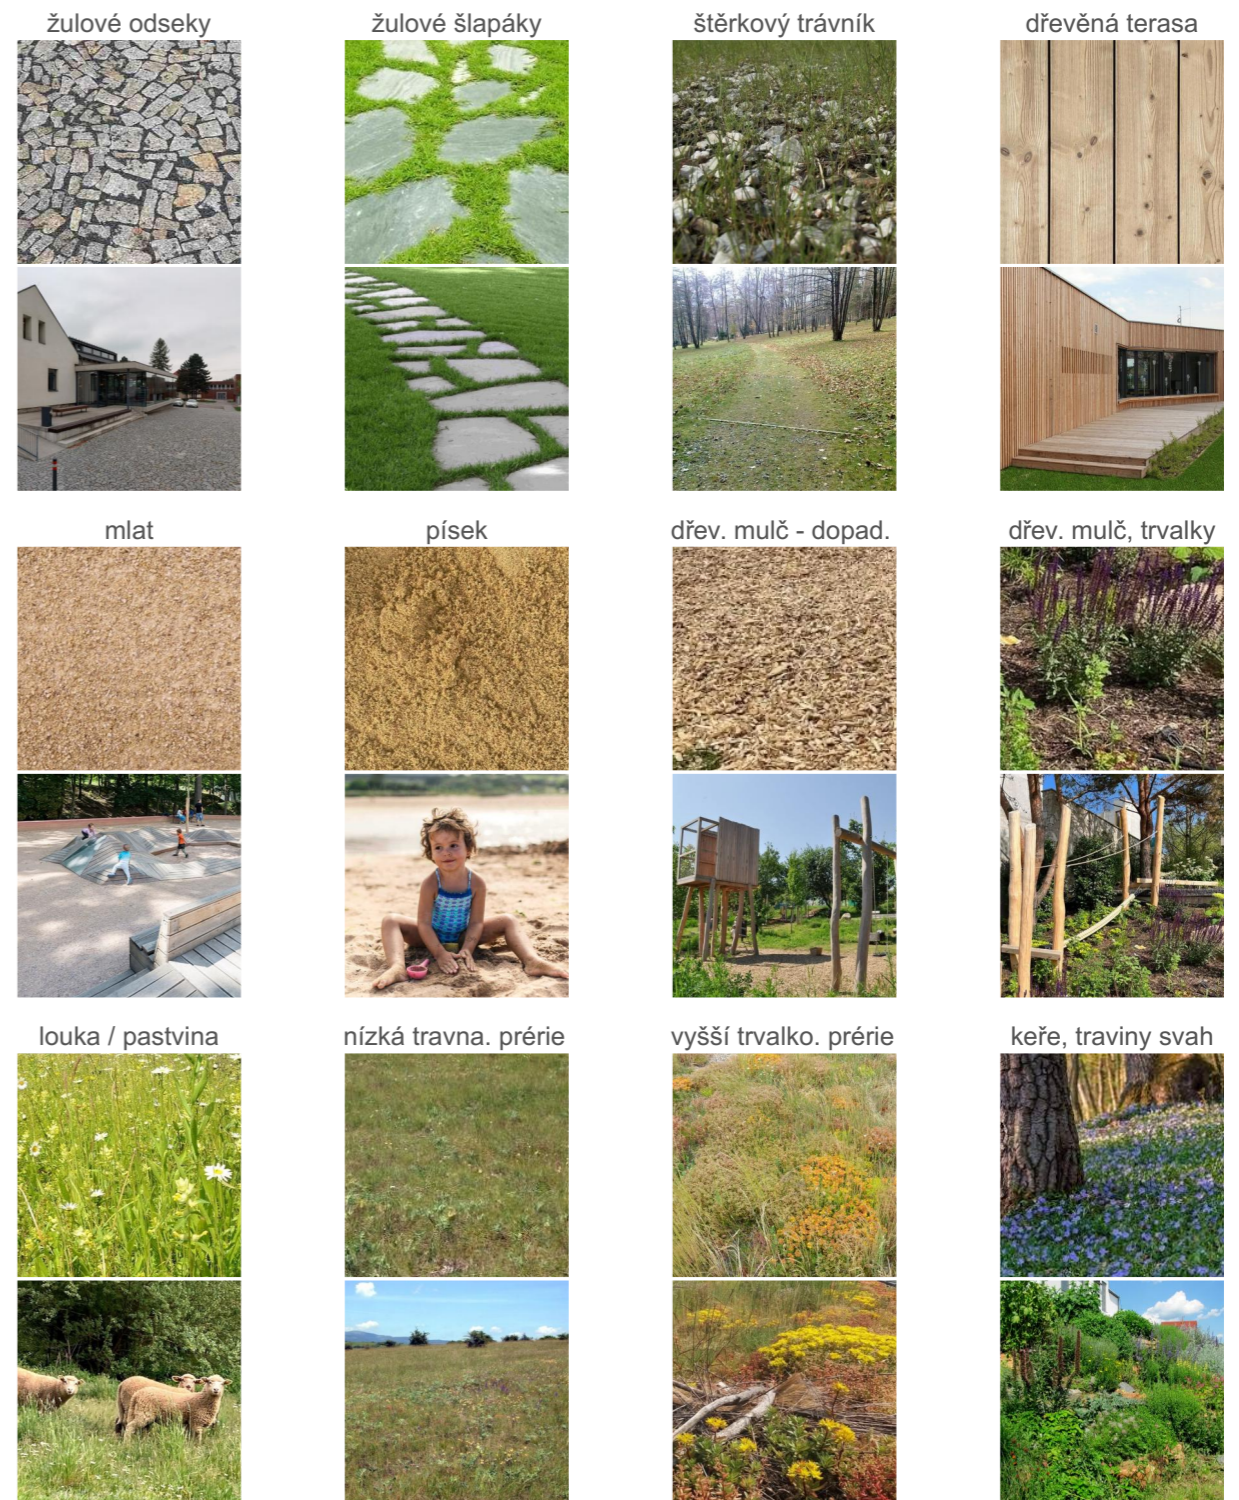 žulové odseky
žulové šlapáky
štěrkový trávník
dřevěná terasa
mlat
písek
dřev. mulč - dopad.
dřev. mulč, trvalky
louka / pastvina
nízká travna. prérie
vyšší trvalko. prérie
keře, traviny svah